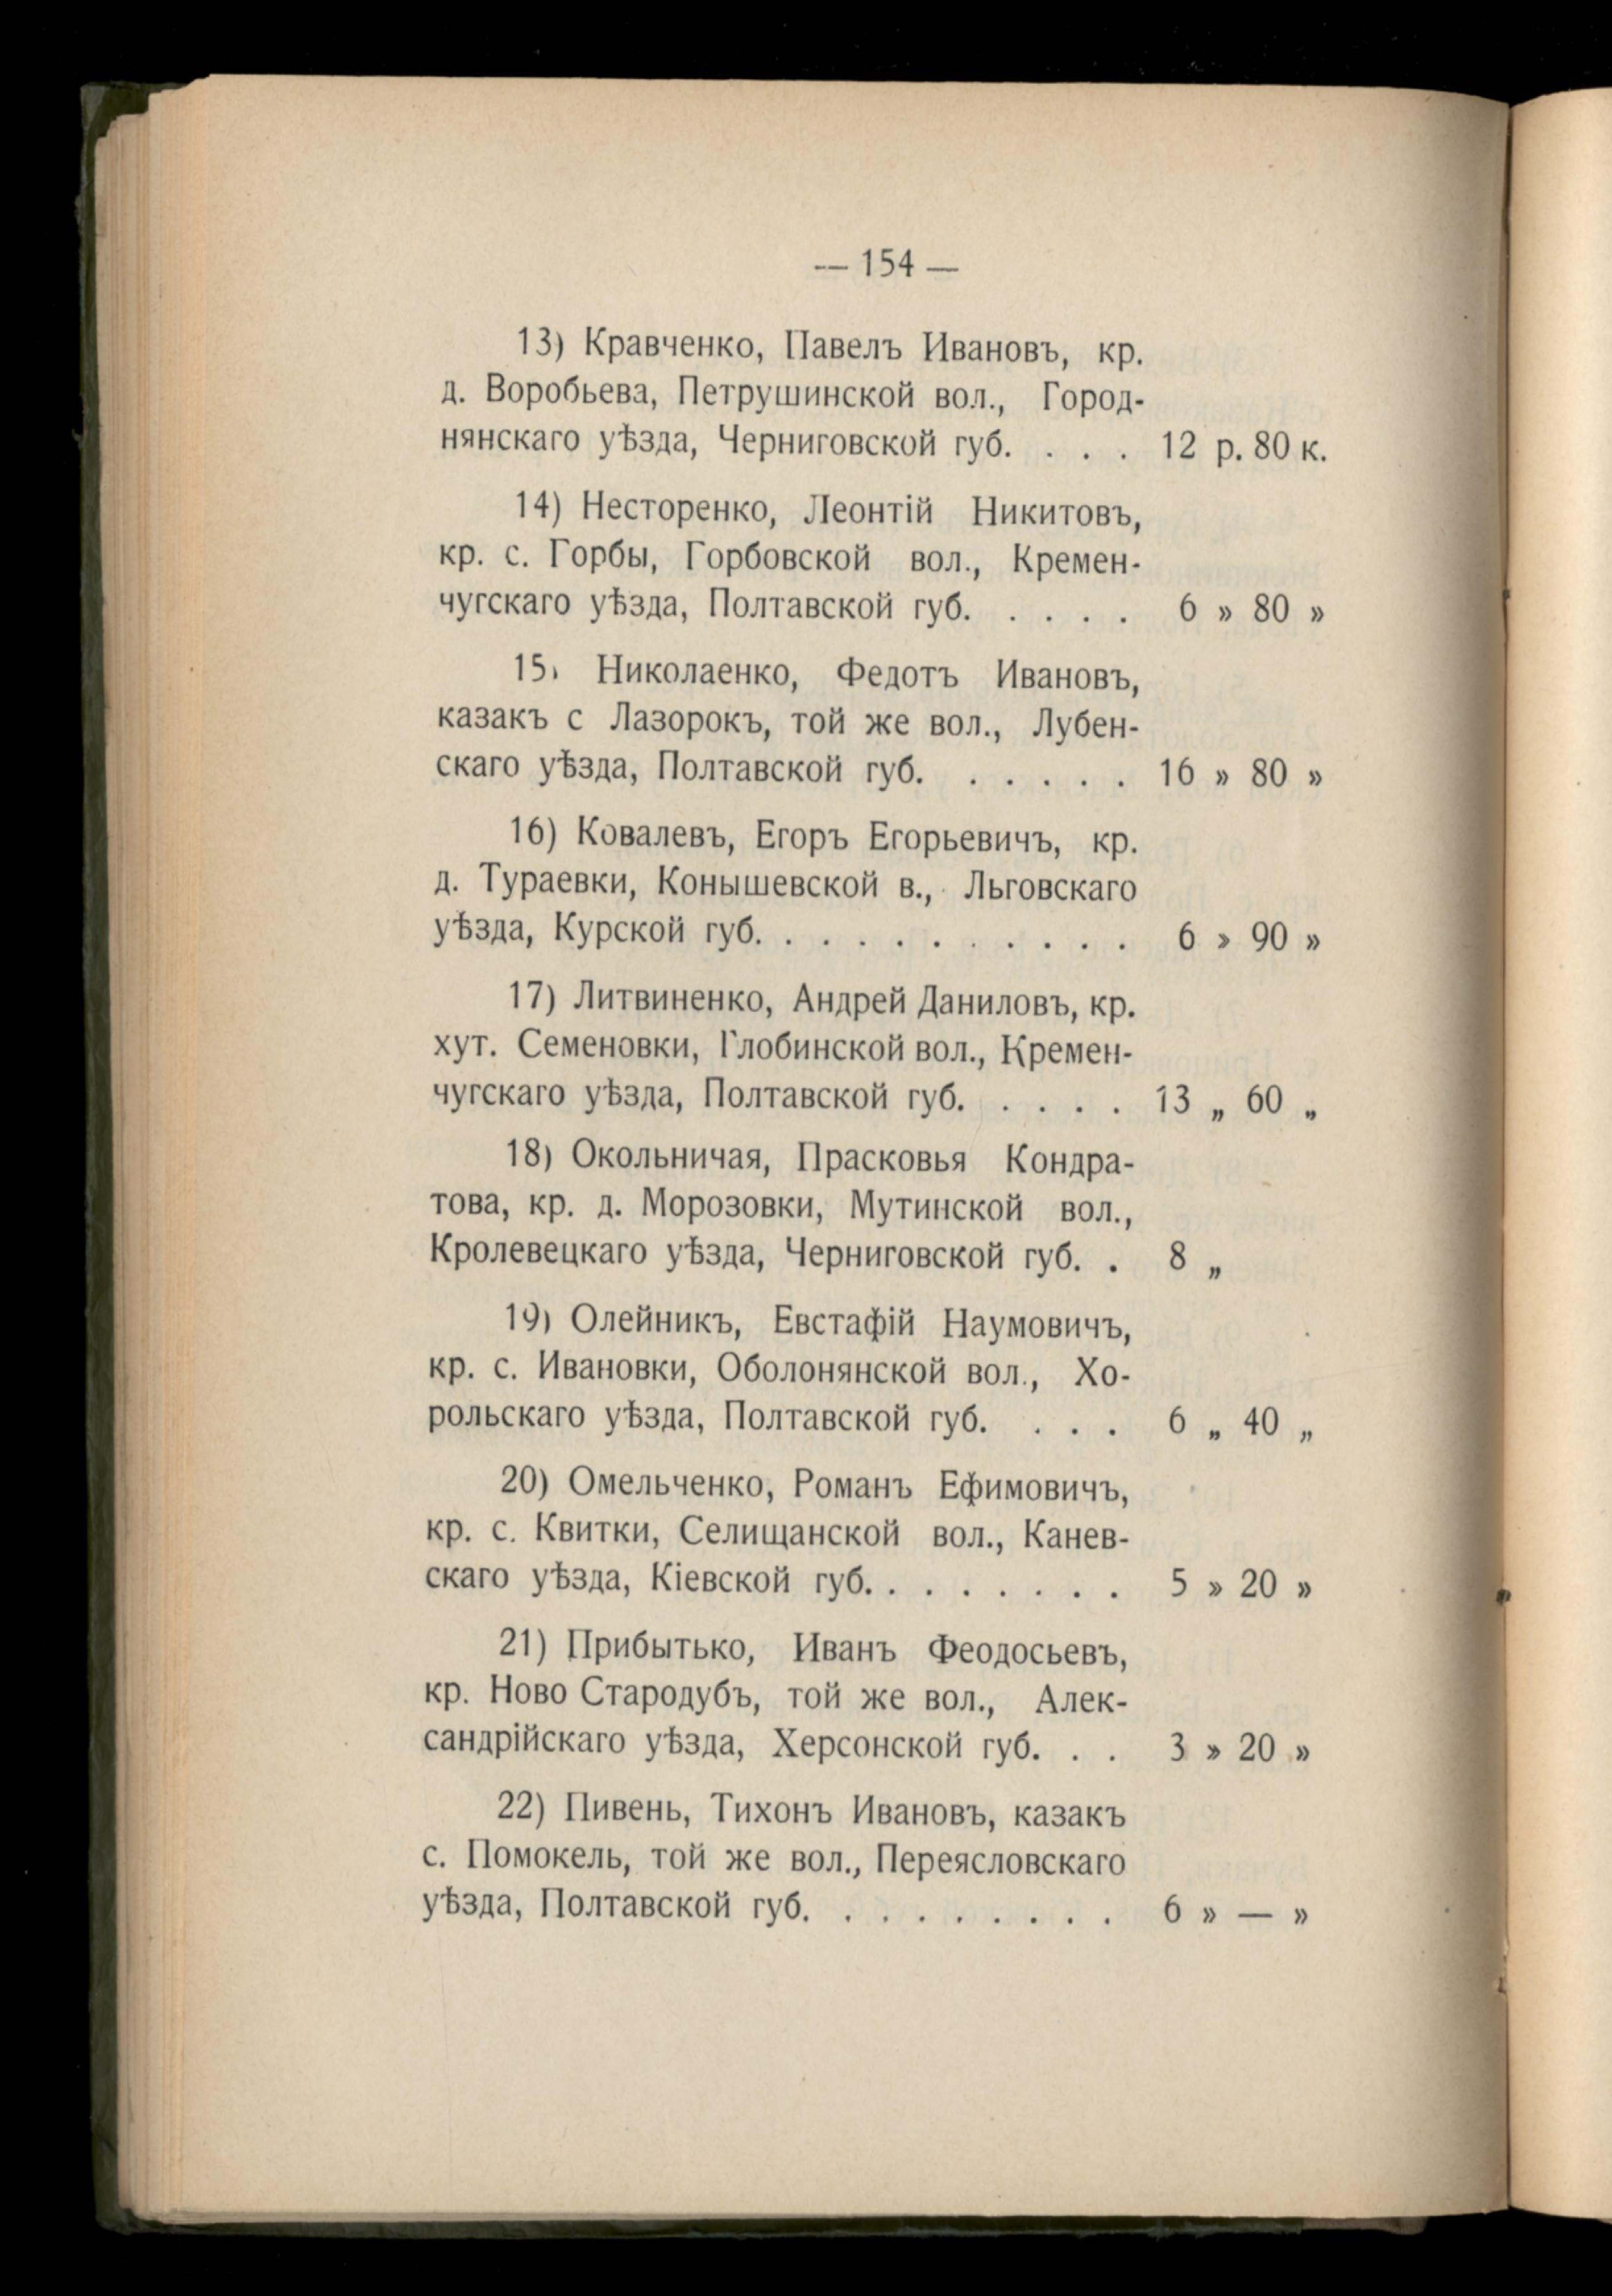 — 154 —
13) Кравченко, Павелъ Ивановъ, кр.
д. Воробьева, Петрушинской вол., Город-
нянскаго уѣзда, Черниговской губ. . . . 12 р. 80 к.
14) Несторенко, Леонтій Никитовъ,
кр. с. Горбы, Горбовской вол., Кремен-
чугскаго уѣзда, Полтавской губ. . . . . 6 » 80 »
15) Николаенко, Федотъ Ивановъ,
казакъ с Лазорокъ, той же вол., Лубен-
скаго уѣзда, Полтавской губ. . . . . . 16 » 80 »
16) Ковалевъ, Егоръ Егорьевичъ, кр.
д. Тураевки, Конышевской в., Льговскаго
уѣзда, Курской губ. . . . . . . . . . . 6 » 90 »
17) Литвиненко, Андрей Даниловъ, кр.
хут. Семеновки, Глобинской вол., Кремен-
чугскаго уѣзда, Полтавской губ. . . . . 13 „ 60 „
18) Окольничая, Прасковья Кондра-
това, кр. д. Морозовки, Мутинской вол.,
Кролевецкаго уѣзда, Черниговской губ. . 8 „
19) Олейникъ, Евстафій Наумовичъ,
кр. с. Ивановки, Оболонянской вол., Хо-
рольскаго уѣзда, Полтавской губ. . . . 6 „ 40 „
20) Омельченко, Романъ Ефимовичъ,
кр. с. Квитки, Селищанской вол., Канев-
скаго уѣзда, Кіевской губ. . . . . . . . 5 » 20 »
21) Прибытько, Иванъ Феодосьевъ,
кр. Ново Стародубъ, той же вол., Алек-
сандрійскаго уѣзда, Херсонской губ. . . 3 » 20 »
22) Пивень, Тихонъ Ивановъ, казакъ
с. Помокель, той же вол., Переясловскаго
уѣзда, Полтавской губ. . . . . . . . . 6 » — »